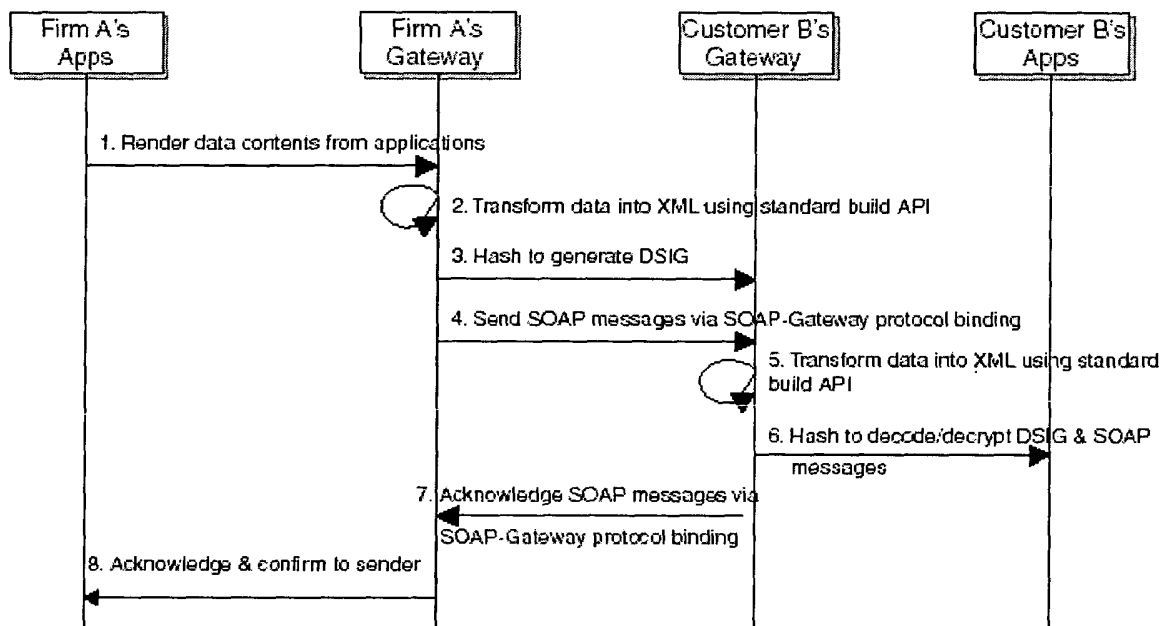 Firm A's
Apps
Firm A's
Gateway
Customer B's
Gateway
Customer B's
Apps
1. Render data contents from applications
2. Transform data into XML using standard build API
3. Hash to generate DSIG
4. Send SOAP messages via SOAP-Gateway protocol binding
5. Transform data into XML using standard
build API
6. Hash to decode/decrypt DSIG & SOAP
messages
7. Acknowledge SOAP messages via
SOAP-Gateway protocol binding
8. Acknowledge & confirm to sender